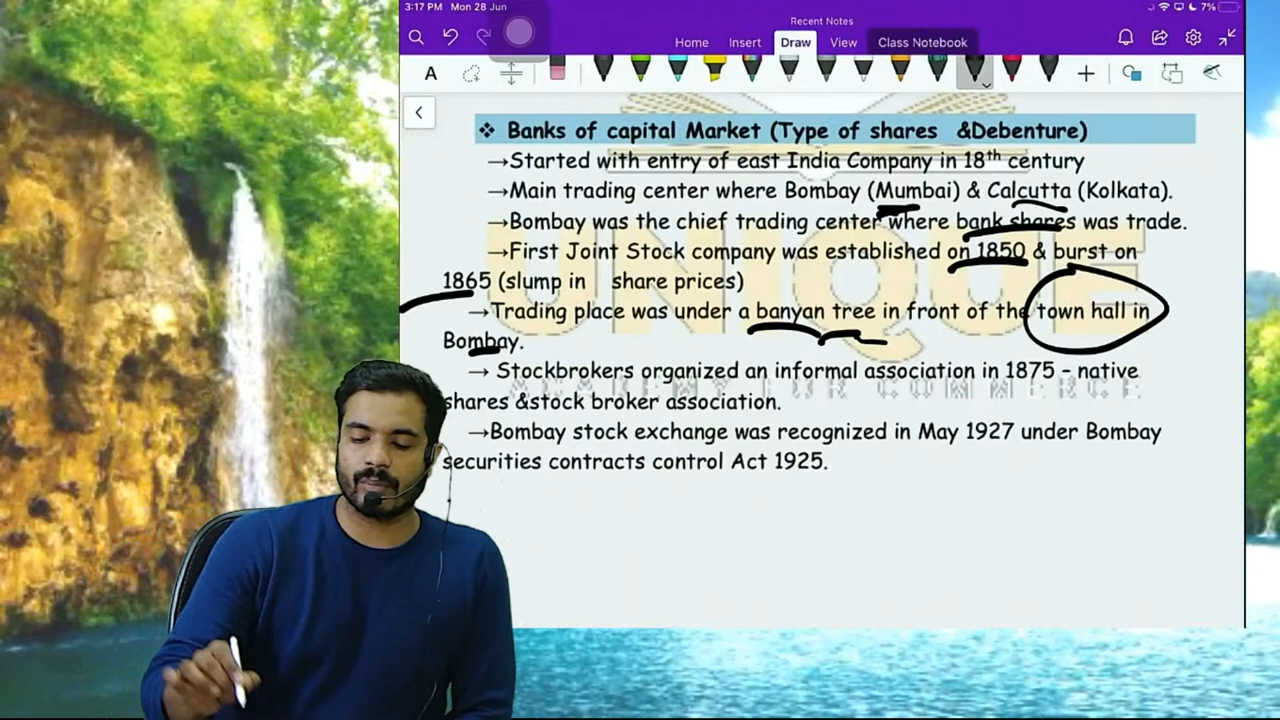 3:17 PM Mon 28 Jun
7%
Recent Notes
Home Insert Draw View Class Notebook
A
❖ Banks of capital Market (Type of shares &Debenture)
→Started with entry of east India Company in 18th century
→Main trading center where Bombay (Mumbai) & Calcutta (Kolkata).
→Bombay was the chief trading center where bank shares was trade.
→First Joint Stock company was established on 1850 & burst on
1865 (slump in share prices)
→Trading place was under a banyan tree in front of the town hall in
Bombay.
→ Stockbrokers organized an informal association in 1875 – native
shares &stock broker association.
→Bombay stock exchange was recognized in May 1927 under Bombay
securities contracts control Act 1925.
UNIQUE
ACADEMY FOR COMMERCE